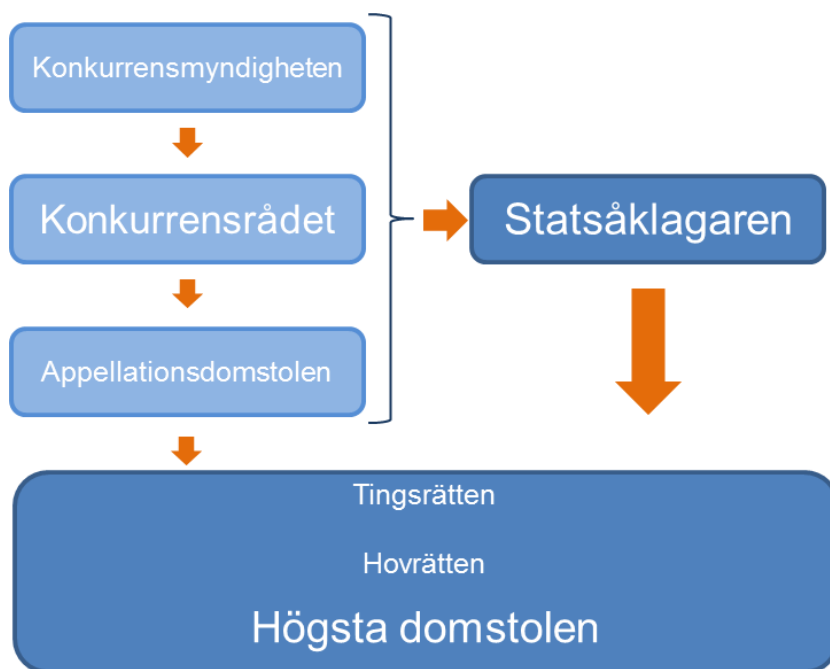 Konkurrensmyndigheten
Konkurrensrådet
Statsåklagaren
Appellationsdomstolen
Tingsrätten
Hovrätten
Högsta domstolen